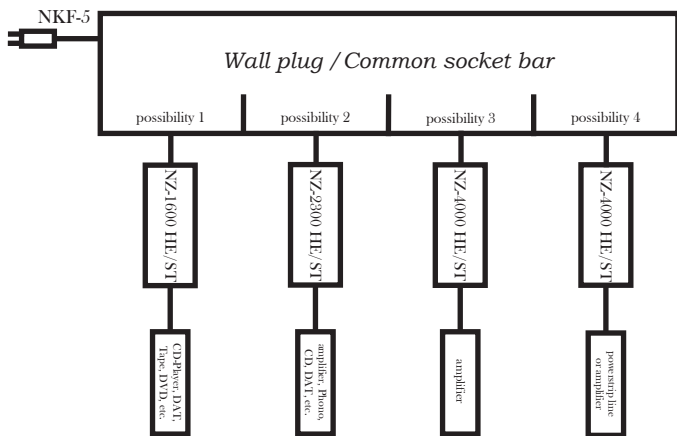 NKF-5
Wall plug / Common socket bar
possibility 1
possibility 2
possibility 3
possibility 4
NZ-1600 HE/ST
NZ-2300 HE/ST
NZ-4000 HE/ST
NZ-4000 HE/ST
CD-Player, DAT,
Tape, DVD, etc.
amplifier, Phono,
CD, DAT, etc.
amplifier
powerstrip line
or amplifier